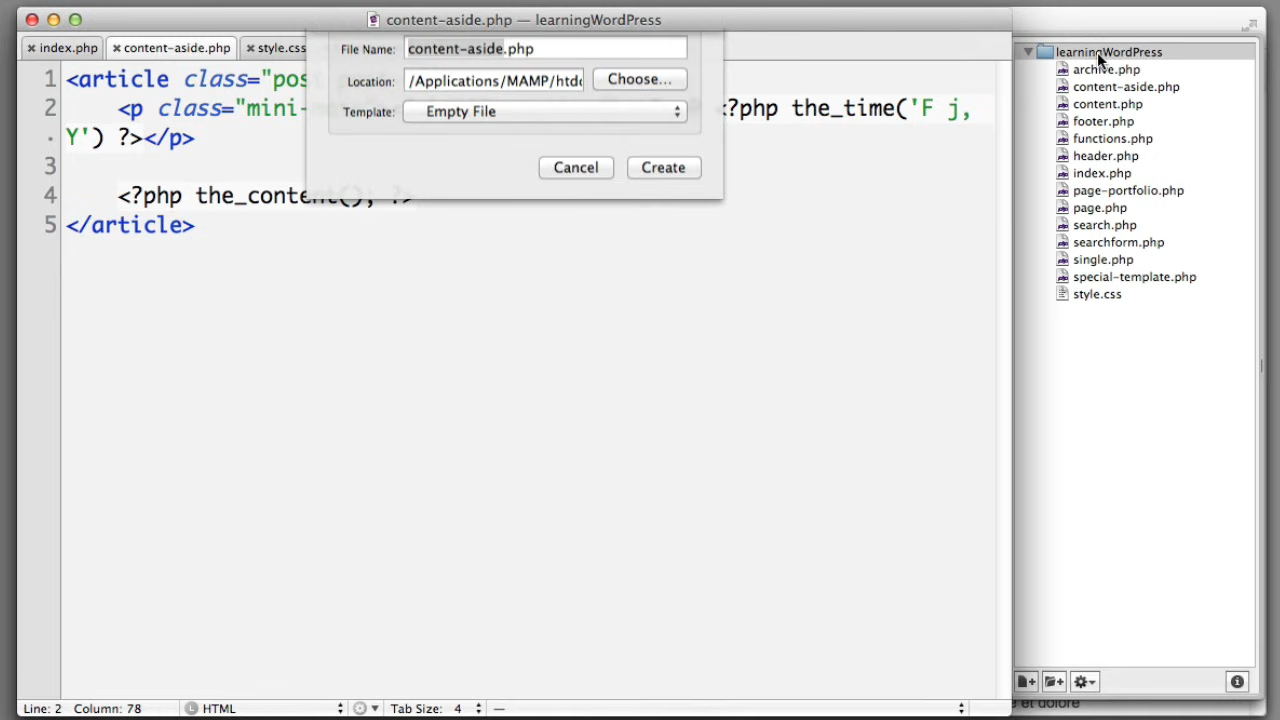 content-aside.php — learningWordPress
index.php
content-aside.php
style.css
File Name: content-aside.php
Location: /Applications/MAMP/htdo
Choose...
Template: Empty File
Cancel
Create
1 <article class="pos
2 <p class="mini- <?php the_time('F j,
Y') ?></p>
3
4 <?php the_content(); ?>
5 </article>
learningWordPress
archive.php
content-aside.php
content.php
footer.php
functions.php
header.php
index.php
page-portfolio.php
page.php
search.php
searchform.php
single.php
special-template.php
style.css
Line: 2 Column: 78
L HTML
Tab Size: 4
—
et dolore